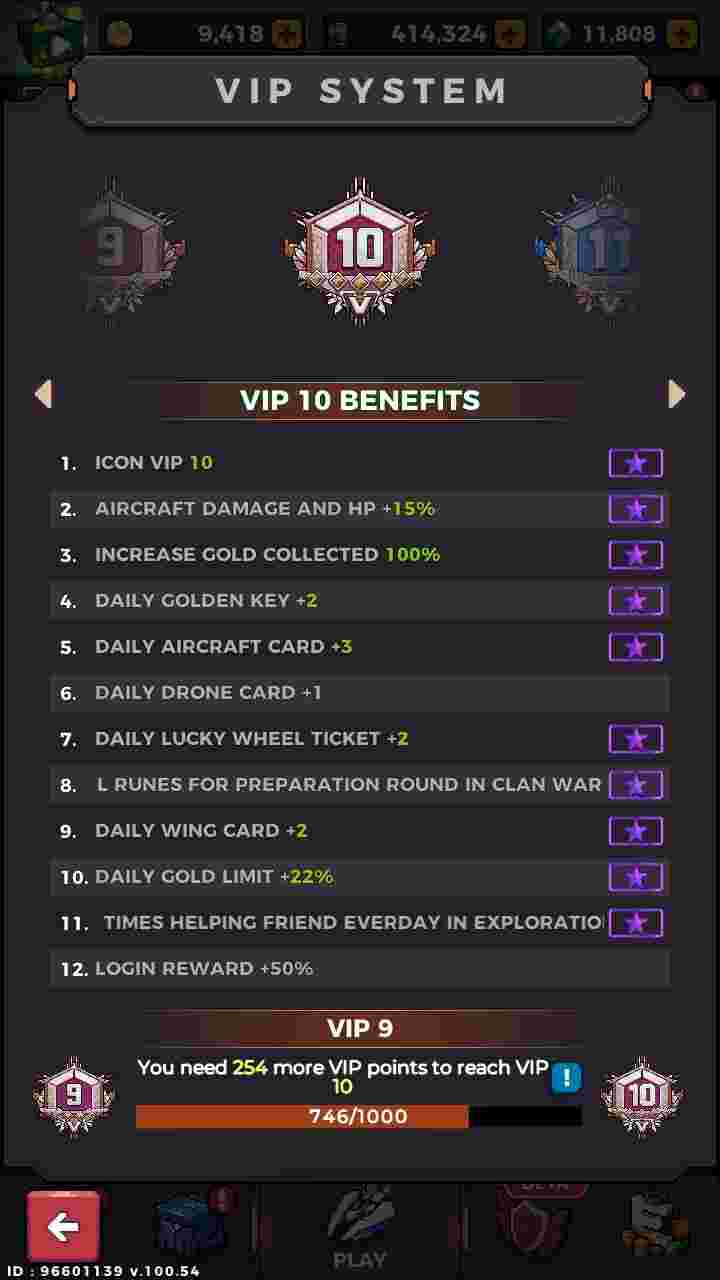 9,418
414,324
11,808
VIP SYSTEM
9
10
11
VIP 10 BENEFITS
1. ICON VIP 10
2. AIRCRAFT DAMAGE AND HP +15%
3. INCREASE GOLD COLLECTED 100%
4. DAILY GOLDEN KEY +2
5. DAILY AIRCRAFT CARD +3
6. DAILY DRONE CARD +1
7. DAILY LUCKY WHEEL TICKET +2
8. L RUNES FOR PREPARATION ROUND IN CLAN WAR
9. DAILY WING CARD +2
10. DAILY GOLD LIMIT +22%
11. TIMES HELPING FRIEND EVERDAY IN EXPLORATIO
12. LOGIN REWARD +50%
VIP 9
You need 254 more VIP points to reach VIP
10
!
9
746/1000
10
BETA
PLAY
ID : 96601139 v.100.54